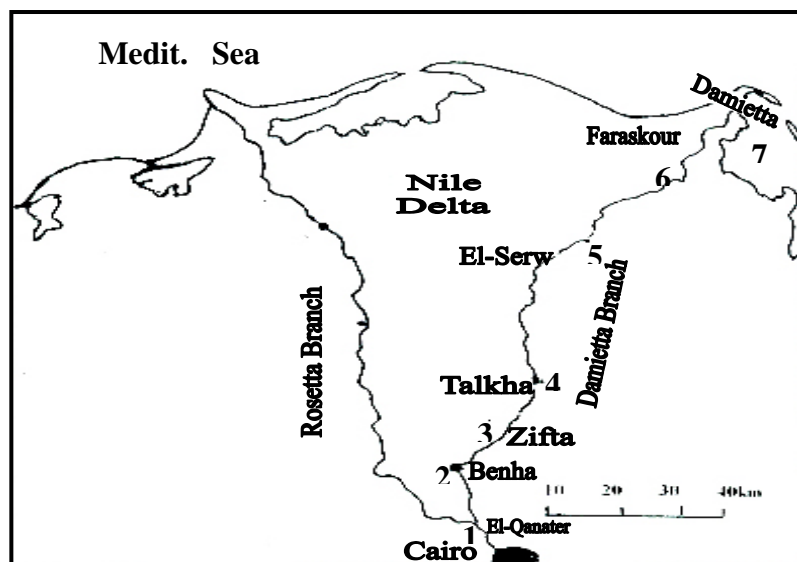 Medit. Sea
Damietta
Faraskour
7
6
Nile
Delta
El-Serw
5
Damietta Branch
Rosetta Branch
Talkha
4
3
Zifta
2
Benha
10 20 30 40km
El-Qanater
1
Cairo